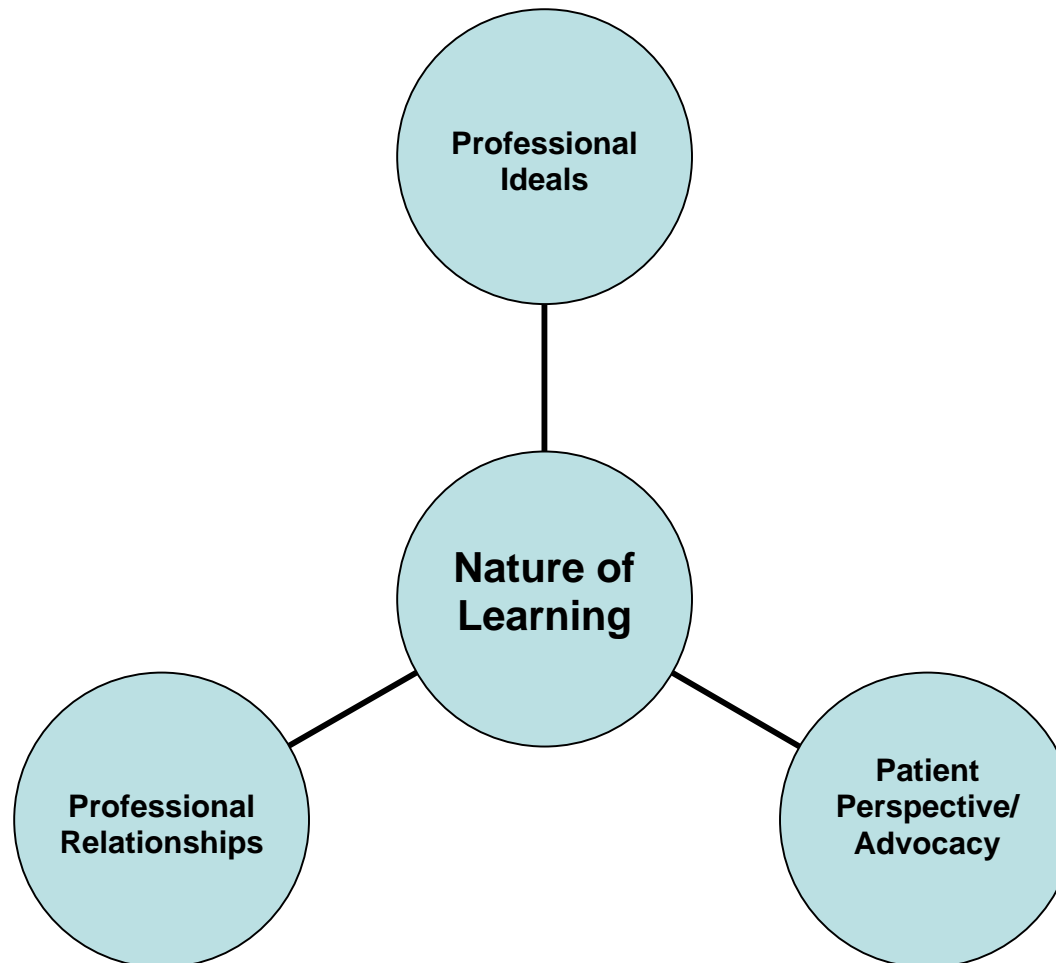 Professional
Ideals
Nature of
Learning
Professional
Relationships
Patient
Perspective/
Advocacy